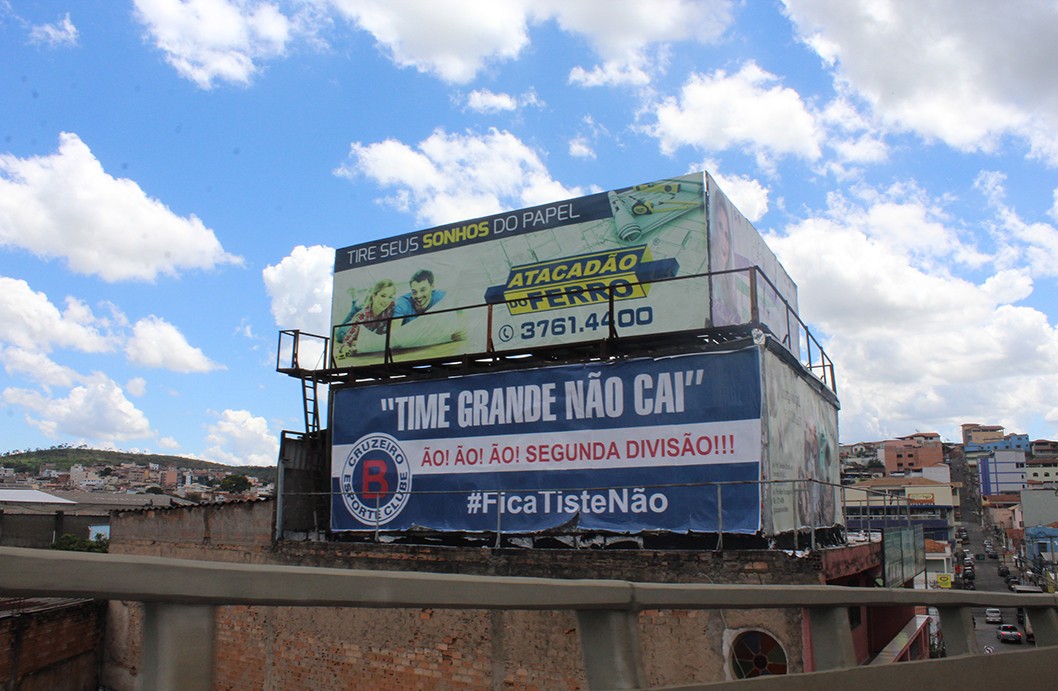 TIRE SEUS SONHOS DO PAPEL
ATACADÃO
DO FERRO
3761.4400
"TIME GRANDE NÃO CAI"
ÃO! ÃO! ÃO! SEGUNDA DIVISÃO!!!
CRUZEIRO
B
ESPORTE CLUBE
#FicaTisteNão